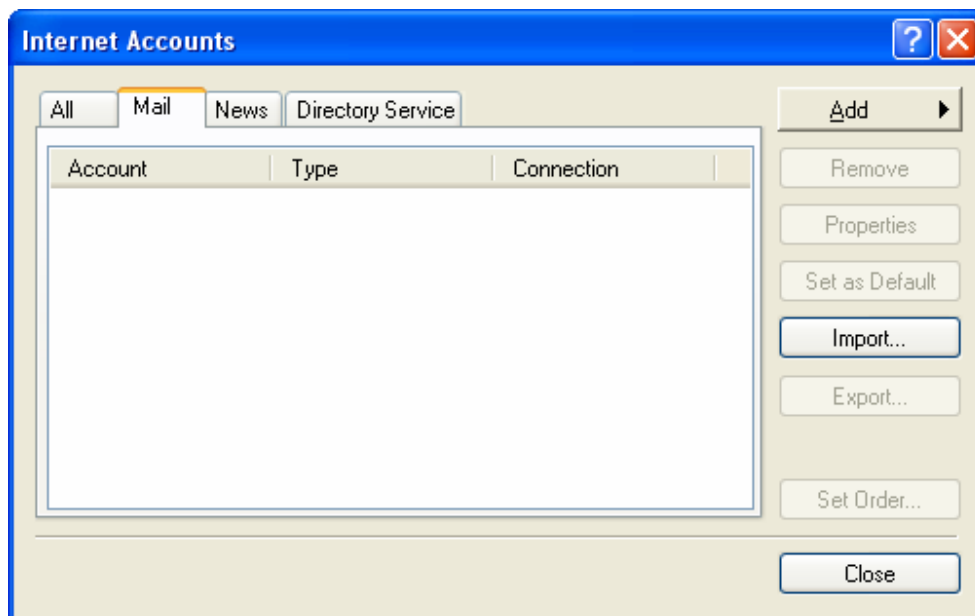 Internet Accounts
All Mail News Directory Service
Account Type Connection
Add
Remove
Properties
Set as Default
Import...
Export...
Set Order...
Close